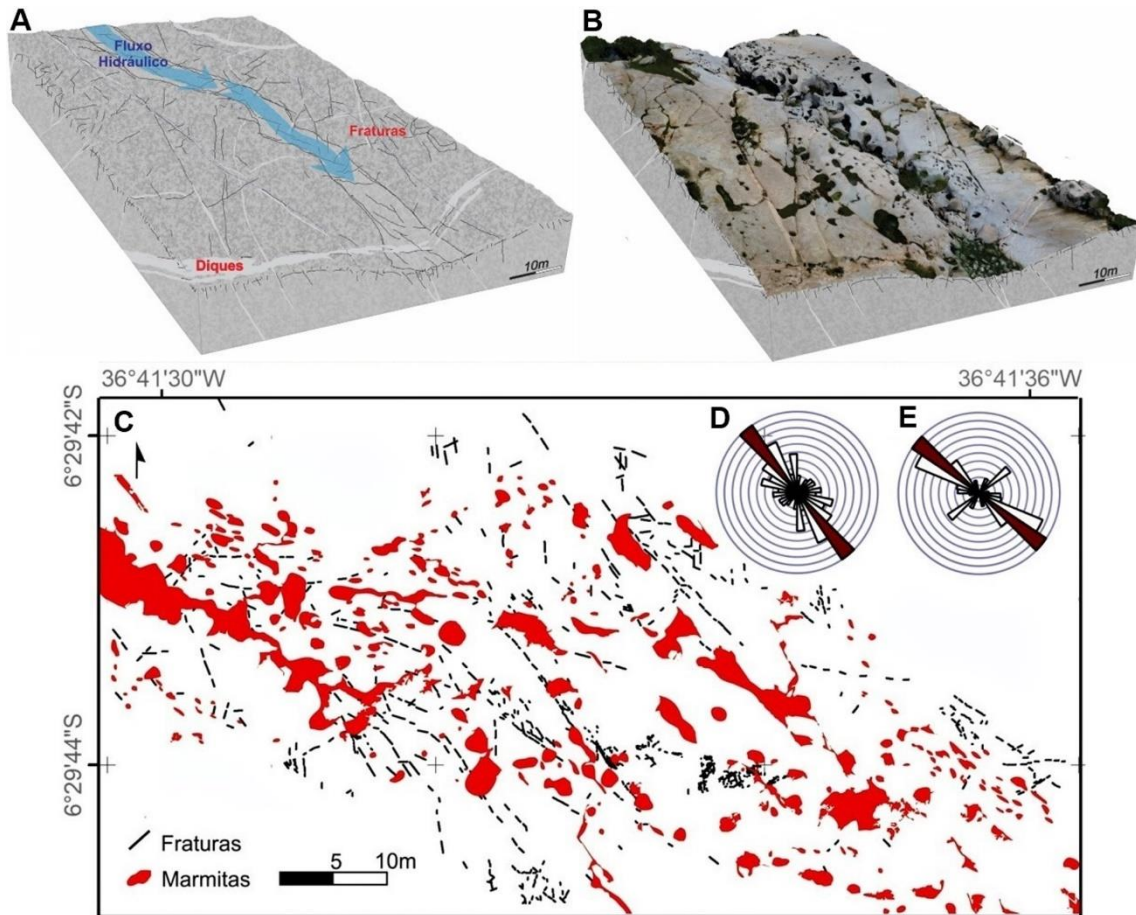 A
Fluxo
Hidráulico
Fraturas
Diques
10m
B
10m
36°41'30"W
36°41'36"W
6°29'42"S
6°29'44"S
C
D
E
Fraturas
Marmitas
5
10m